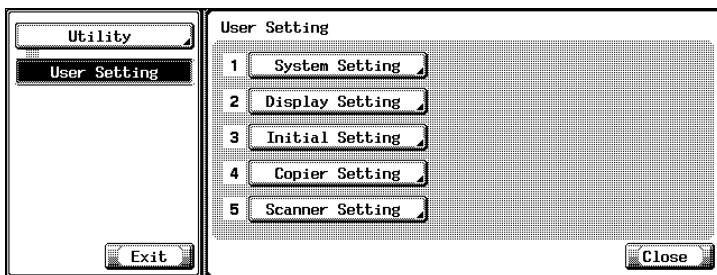 Utility
User Setting
Exit
User Setting
1 System Setting
2 Display Setting
3 Initial Setting
4 Copier Setting
5 Scanner Setting
Close